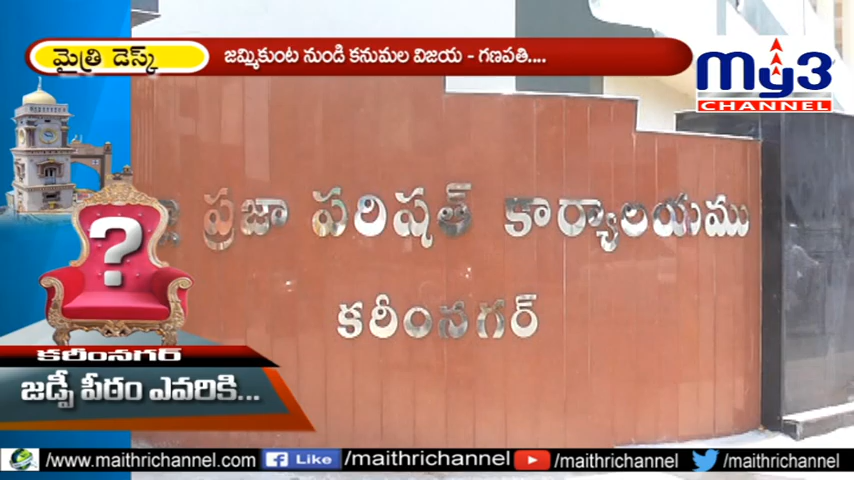 మైత్రి డెస్క్
జమ్మికుంట నుండి కనుమల విజయ - గణపతి....
My3
CHANNEL
ప్రజా పరిషత్ కార్యాలయము
కరీంనగర్
?
కరీంనగర్
జడ్పీ పీఠం ఎవరికి...
/www.maithrichannel.com
f Like /maithrichannel
/maithrichannel
/maithrichannel.in